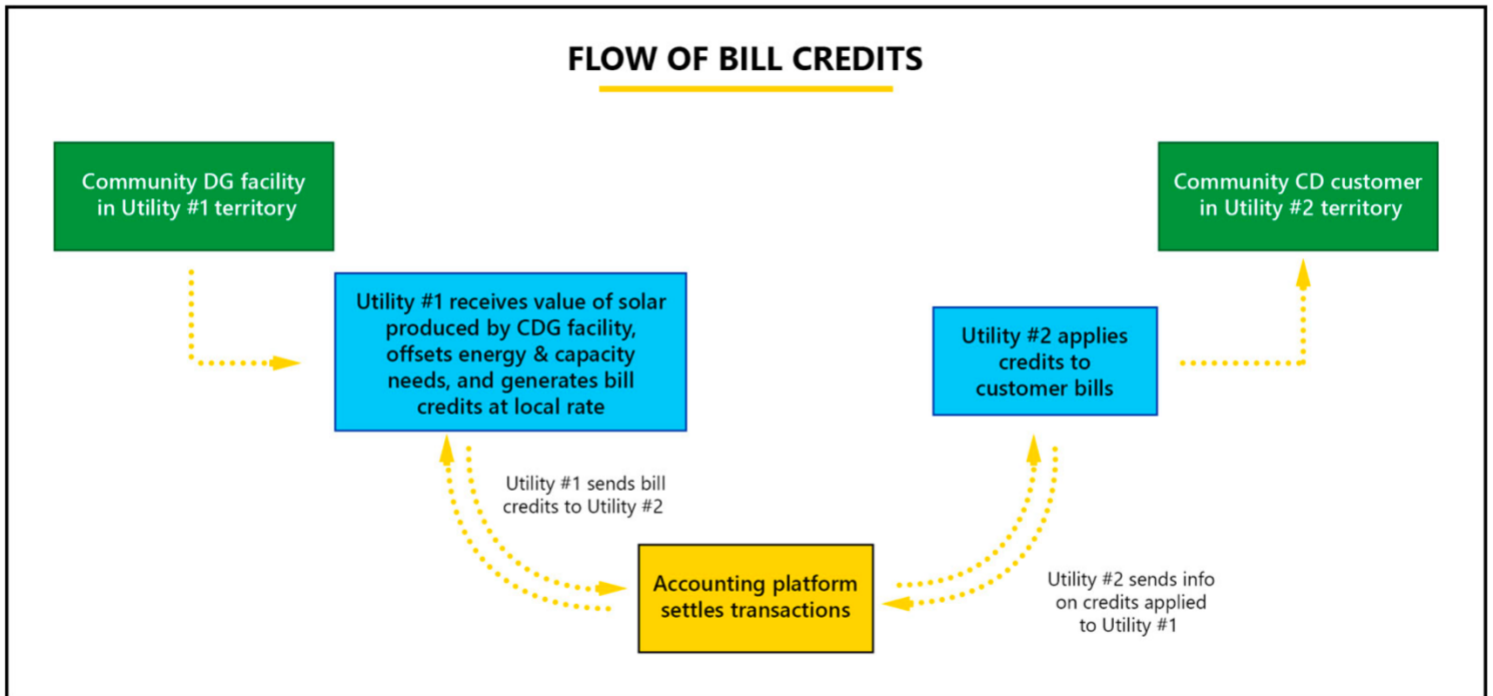 FLOW OF BILL CREDITS
Community DG facility
in Utility #1 territory
Community CD customer
in Utility #2 territory
Utility #1 receives value of solar
produced by CDG facility,
offsets energy & capacity
needs, and generates bill
credits at local rate
Utility #2 applies
credits to
customer bills
Utility #1 sends bill
credits to Utility #2
Accounting platform
settles transactions
Utility #2 sends info
on credits applied
to Utility #1